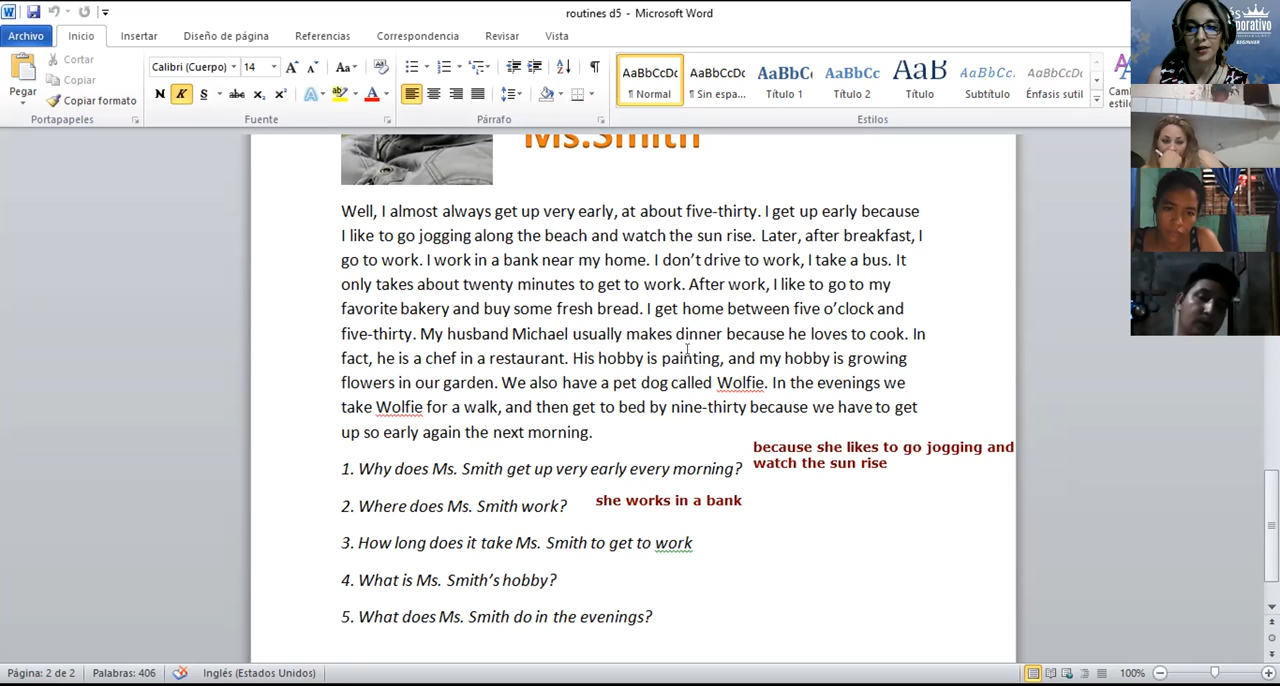 routines d5 - Microsoft Word
Archivo Inicio Insertar Diseño de página Referencias Correspondencia Revisar Vista
Cortar
Copiar
Copiar formato
Pegar
Portapapeles
Calibri (Cuerpo) 14
N K S abc
Fuente
Párrafo
AaBbCcDc AaBbCcDc AaBbC AaBbCc AaB AaBbCc. AaBbCcDc
¶ Normal ¶ Sin espa... Título 1 Título 2 Título Subtítulo Énfasis sutil
Estilos
BEGINNER
Ms.Smith
Well, I almost always get up very early, at about five-thirty. I get up early because
I like to go jogging along the beach and watch the sun rise. Later, after breakfast, I
go to work. I work in a bank near my home. I don’t drive to work, I take a bus. It
only takes about twenty minutes to get to work. After work, I like to go to my
favorite bakery and buy some fresh bread. I get home between five o’clock and
five-thirty. My husband Michael usually makes dinner because he loves to cook. In
fact, he is a chef in a restaurant. His hobby is painting, and my hobby is growing
flowers in our garden. We also have a pet dog called Wolfie. In the evenings we
take Wolfie for a walk, and then get to bed by nine-thirty because we have to get
up so early again the next morning.
because she likes to go jogging and
watch the sun rise
1. Why does Ms. Smith get up very early every morning?
2. Where does Ms. Smith work?
she works in a bank
3. How long does it take Ms. Smith to get to work
4. What is Ms. Smith’s hobby?
5. What does Ms. Smith do in the evenings?
Página: 2 de 2 Palabras: 406 Inglés (Estados Unidos) 100%